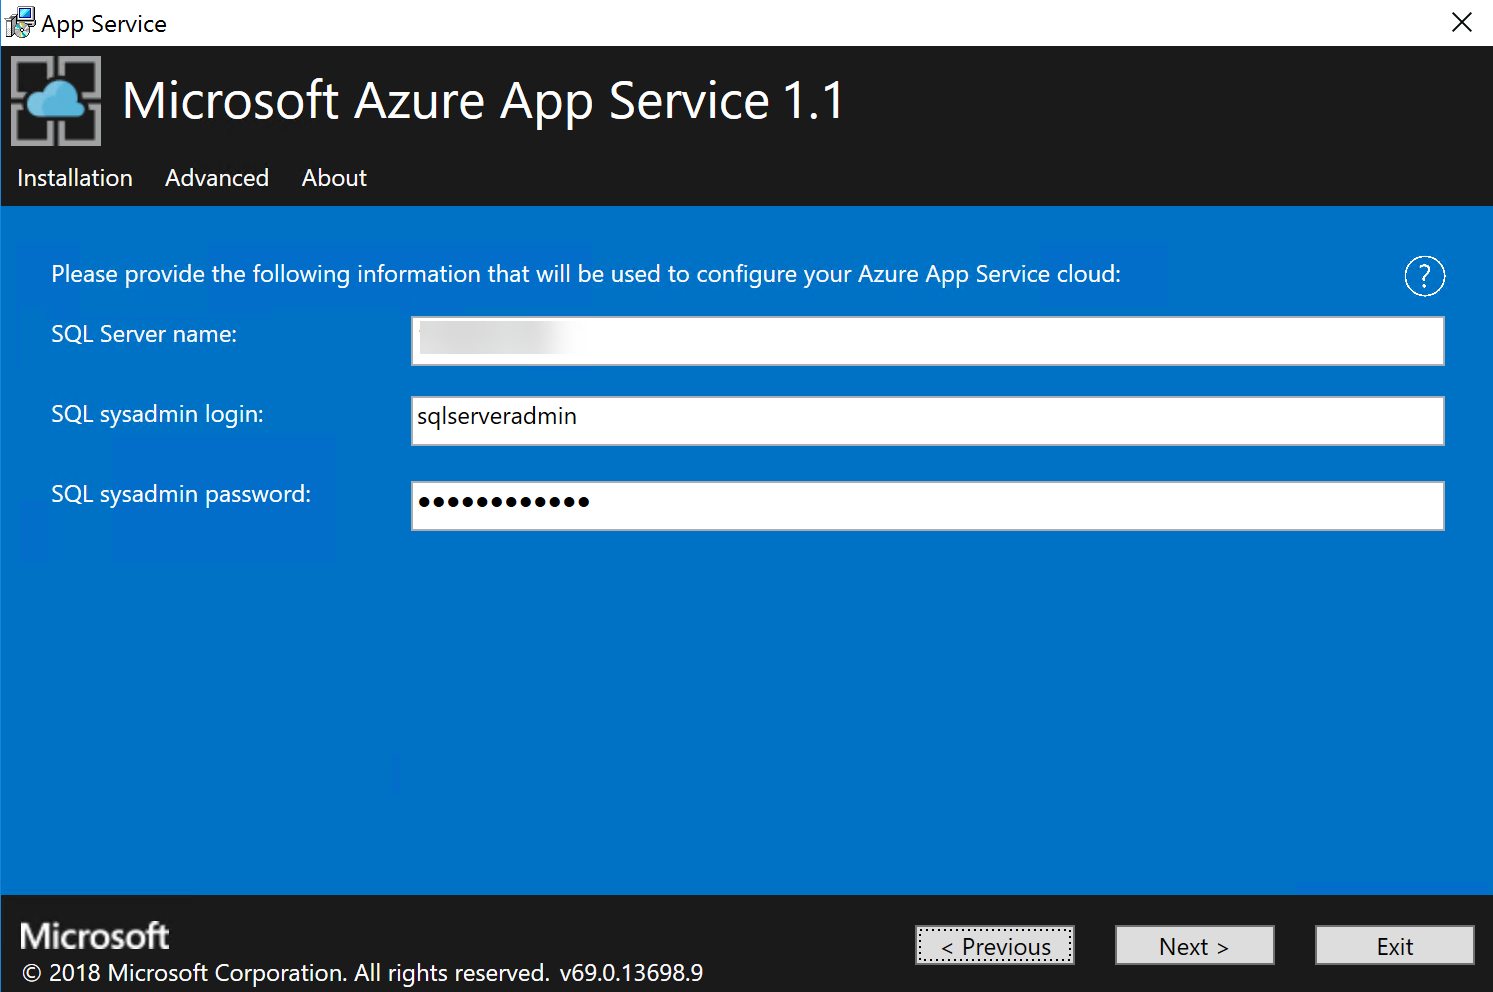 App Service
Microsoft Azure App Service 1.1
Installation Advanced About
Please provide the following information that will be used to configure your Azure App Service cloud:
?
SQL Server name:
SQL sysadmin login: sqlserveradmin
SQL sysadmin password: ••••••••••••
Microsoft
< Previous Next > Exit
© 2018 Microsoft Corporation. All rights reserved. v69.0.13698.9